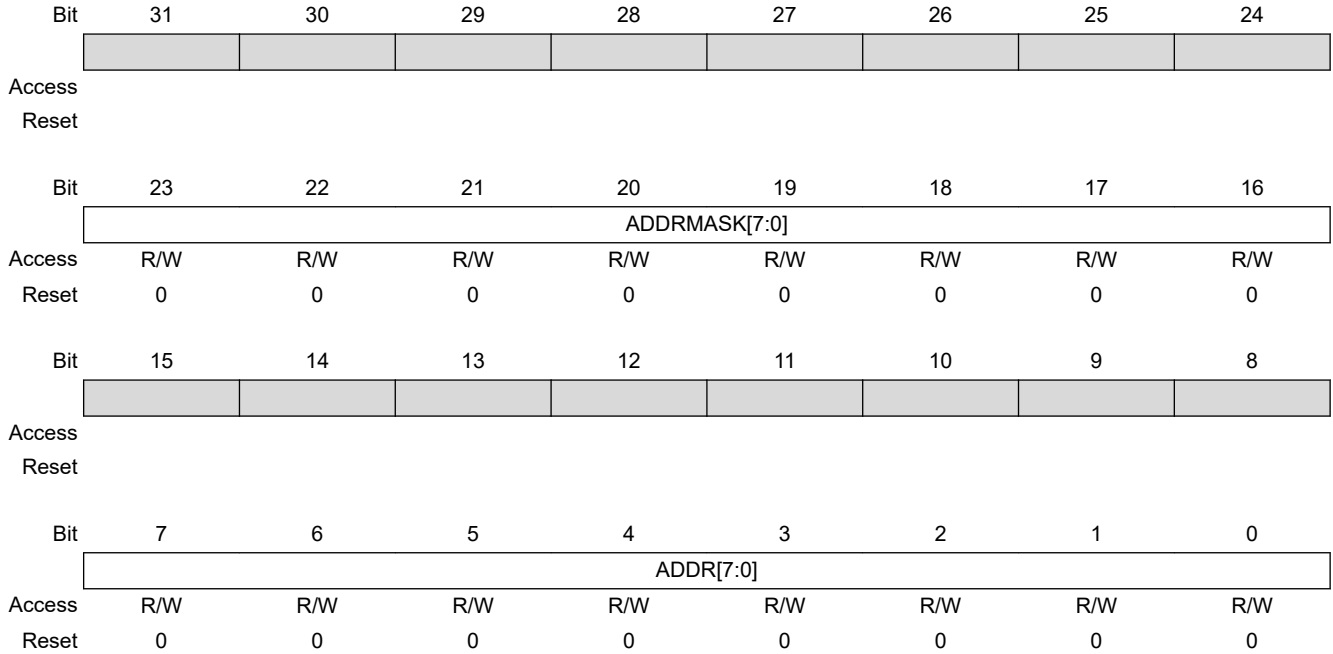 Bit 31 30 29 28 27 26 25 24
Access
Reset
Bit 23 22 21 20 19 18 17 16
ADDRMASK[7:0]
Access R/W R/W R/W R/W R/W R/W R/W R/W
Reset 0 0 0 0 0 0 0 0
Bit 15 14 13 12 11 10 9 8
Access
Reset
Bit 7 6 5 4 3 2 1 0
ADDR[7:0]
Access R/W R/W R/W R/W R/W R/W R/W R/W
Reset 0 0 0 0 0 0 0 0